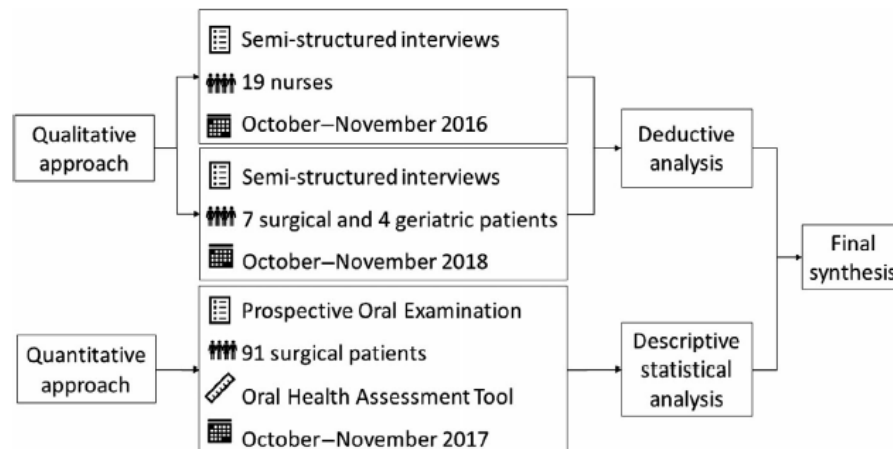 Semi-structured interviews
19 nurses
October–November 2016
Qualitative
approach
Semi-structured interviews
7 surgical and 4 geriatric patients
October–November 2018
Deductive
analysis
Final
synthesis
Prospective Oral Examination
91 surgical patients
Oral Health Assessment Tool
October–November 2017
Quantitative
approach
Descriptive
statistical
analysis